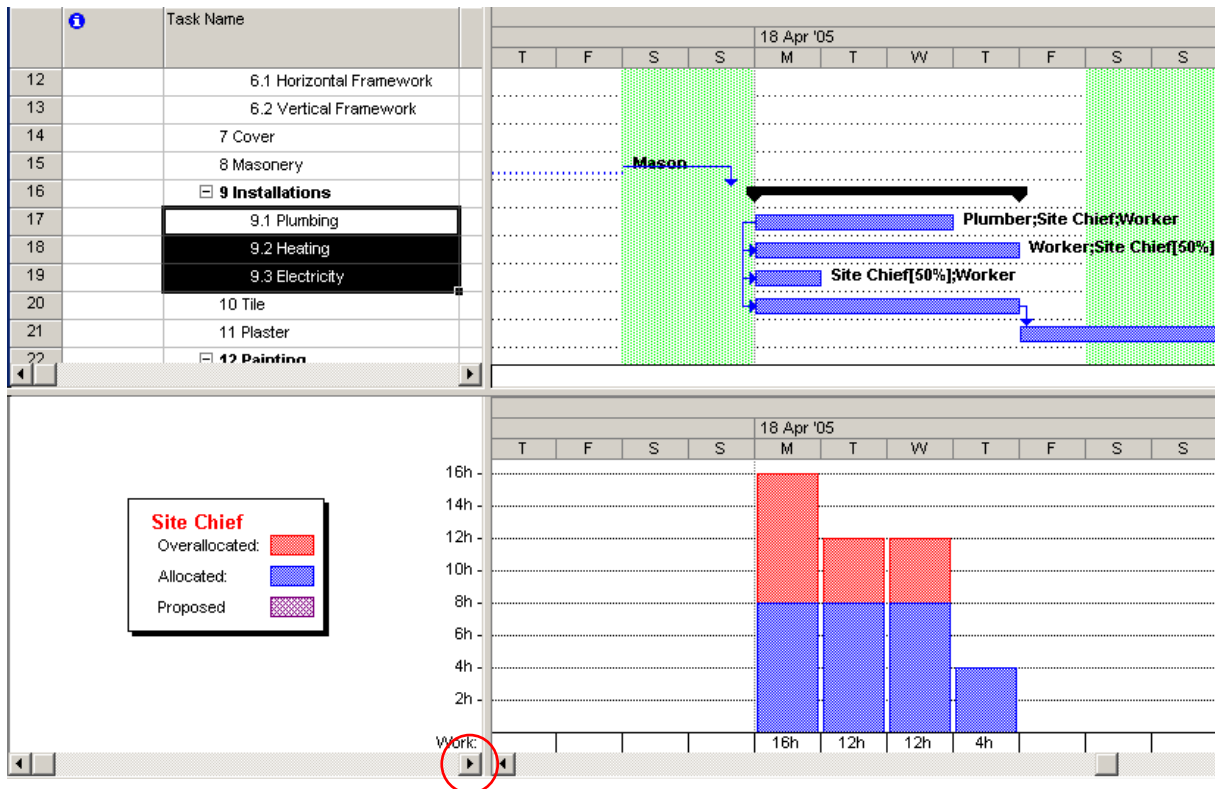 Task Name
18 Apr '05
T F S S M T W T F S S
12 6.1 Horizontal Framework
13 6.2 Vertical Framework
14 7 Cover
15 8 Masonery Mason
16 9 Installations
17 9.1 Plumbing Plumber;Site Chief;Worker
18 9.2 Heating Worker;Site Chief[50%]
19 9.3 Electricity Site Chief[50%];Worker
20 10 Tile
21 11 Plaster
22 12 Painting
18 Apr '05
T F S S M T W T F S S
16h
14h
12h
10h
8h
6h
4h
2h
Site Chief
Overallocated:
Allocated:
Proposed
Work: 16h 12h 12h 4h